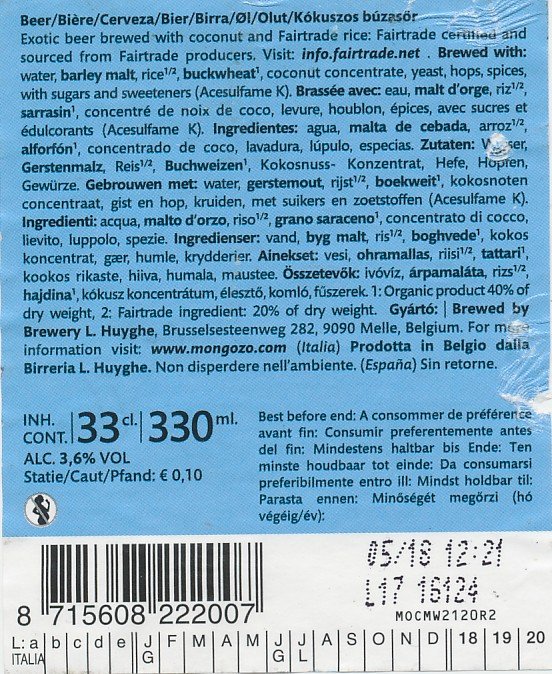 Beer/Bière/Cerveza/Bier/Birra/Øl/Olut/Kókuszos búzasőr
Exotic beer brewed with coconut and Fairtrade rice: Fairtrade certified and
sourced from Fairtrade producers. Visit: info.fairtrade.net . Brewed with:
water, barley malt, rice¹/², buckwheat¹, coconut concentrate, yeast, hops, spices,
with sugars and sweeteners (Acesulfame K). Brassée avec: eau, malt d'orge, riz¹/²,
sarrasin¹, concentré de noix de coco, levure, houblon, épices, avec sucres et
édulcorants (Acesulfame K). Ingredientes: agua, malta de cebada, arroz¹/²,
alforfón¹, concentrado de coco, lavadura, lúpulo, especias. Zutaten: Wasser,
Gerstenmalz, Reis¹/² Buchweizen¹, Kokosnuss- Konzentrat, Hefe, Hopfen,
Gewürze. Gebrouwen met: water, gerstemout, rijst¹/², boekweit¹, kokosnoten
concentraat, gist en hop, kruiden, met suikers en zoetstoffen (Acesulfame K).
Ingredienti: acqua, malto d'orzo, riso¹/², grano saraceno¹, concentrato di cocco,
lievito, luppolo, spezie. Ingredienser: vand, byg malt, ris¹/², boghvede¹, kokos
koncentrat, gær, humle, krydderier. Ainekset: vesi, ohramallas, riisi¹/², tattari¹,
kookos rikaste, hiiva, humala, maustee. Összetevők: ivóvíz, árpamaláta, rizs¹/²,
hajdina¹, kókusz koncentrátum, élesztő, komló, fűszerek. 1: Organic product 40% of
dry weight, 2: Fairtrade ingredient: 20% of dry weight. Gyártó: | Brewed by
Brewery L. Huyghe, Brusselsesteenweg 282, 9090 Melle, Belgium. For more
information visit: www.mongozo.com (Italia) Prodotta in Belgio dalla
Birreria L. Huyghe. Non disperdere nell'ambiente. (España) Sin retorne.
INH. CONT. | 33 cl. | 330 ml.
ALC. 3,6% VOL
Statie/Caut/Pfand: € 0,10
Best before end: A consommer de préférence
avant fin: Consumir preferentemente antes
del fin: Mindestens haltbar bis Ende: Ten
minste houdbaar tot einde: Da consumarsi
preferibilmente entro ill: Mindst holdbar til:
Parasta ennen: Minőségét megőrzi (hó
végéig/én):
05/18 12:21
L17 16124
MOCMW2120R2
8 715608 222007
L: a b c d e J F M A M J J A S O N D 18 19 20
ITALIA G G L